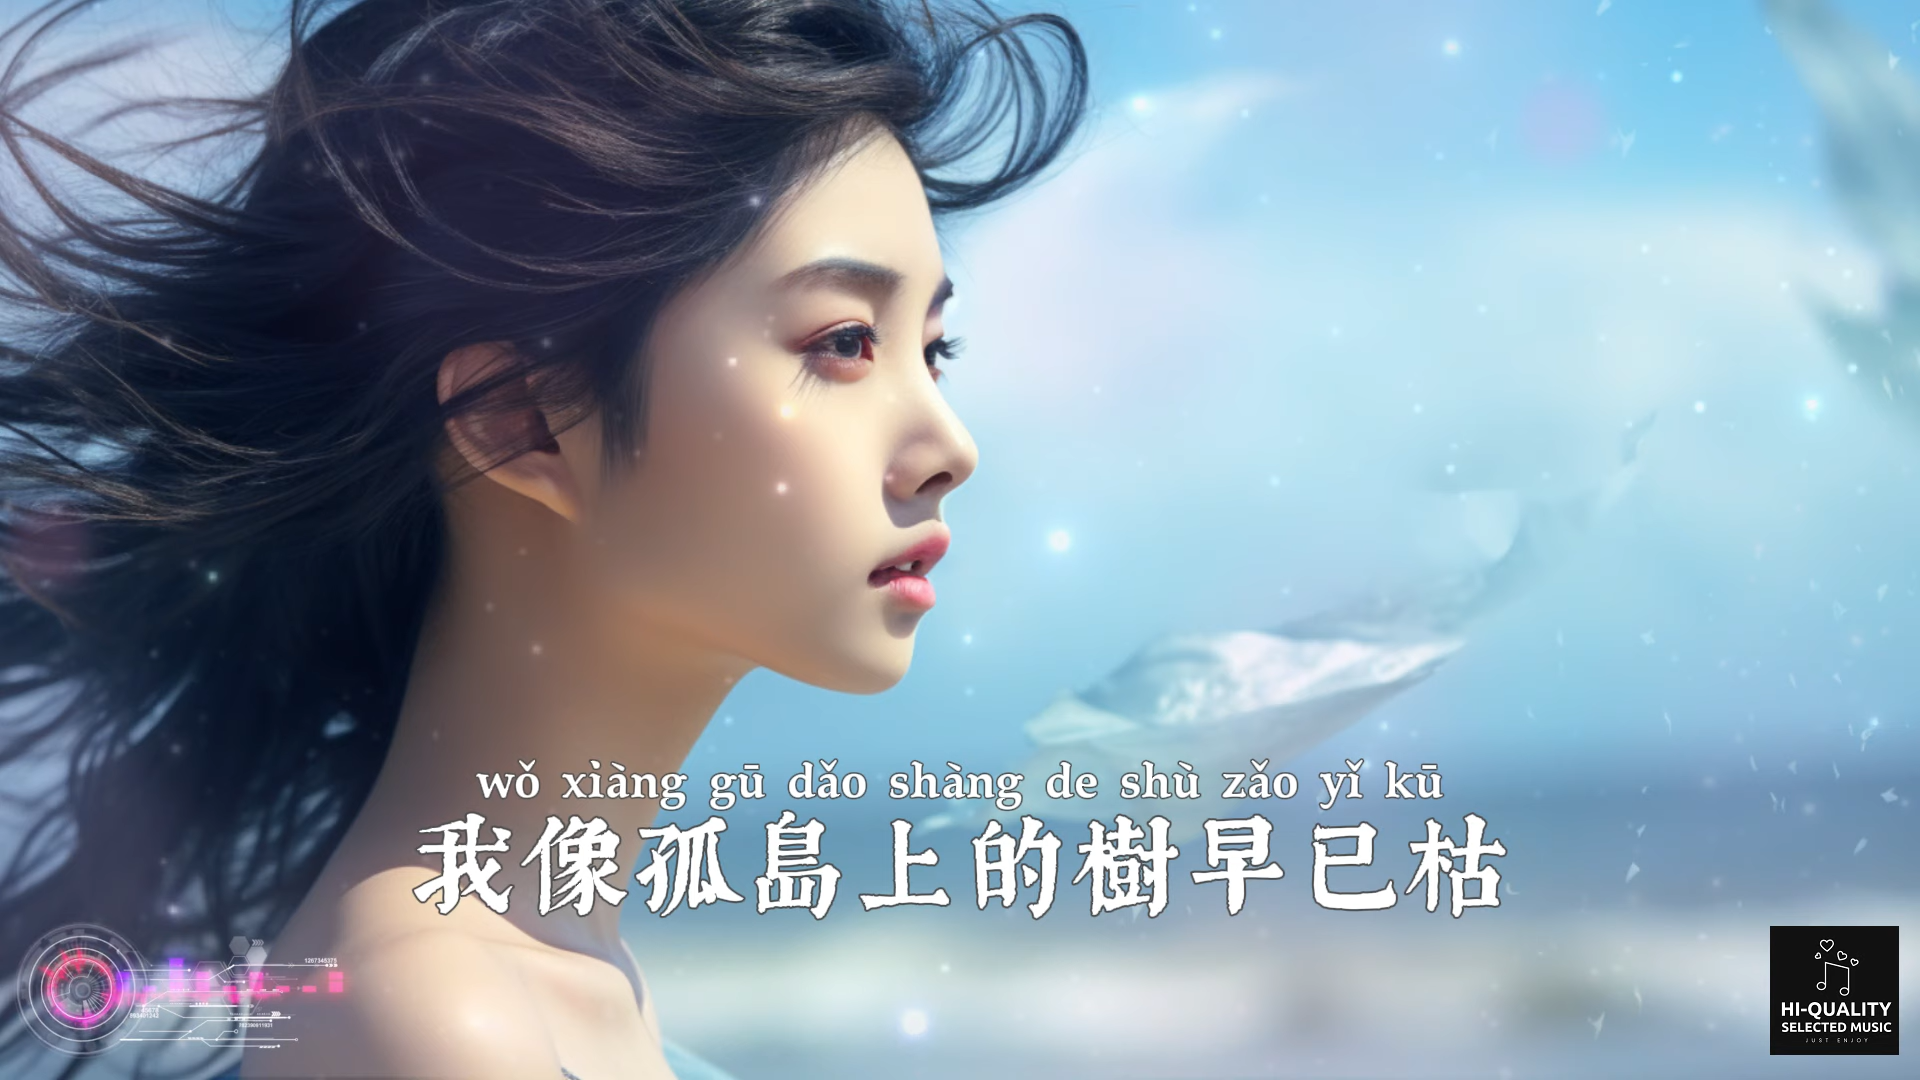 wǒ xiàng gū dǎo shàng de shù zǎo yǐ kū
我像孤島上的樹早已枯
1207348375
HI-QUALITY
SELECTED MUSIC
JUST ENJOY